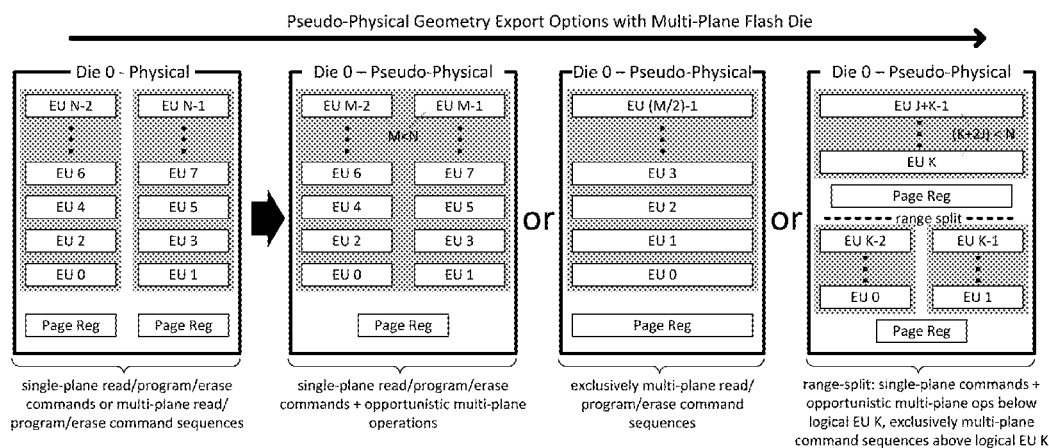 Pseudo-Physical Geometry Export Options with Multi-Plane Flash Die
Die 0 - Physical
EU N-2
EU N-1
EU 6
EU 7
EU 4
EU 5
EU 2
EU 3
EU 0
EU 1
Page Reg
Page Reg
single-plane read/program/erase
commands or multi-plane read/
program/erase command sequences
Die 0 – Pseudo-Physical
EU M-2
EU M-1
M<N
EU 6
EU 7
EU 4
EU 5
EU 2
EU 3
EU 0
EU 1
Page Reg
single-plane read/program/erase
commands + opportunistic multi-plane
operations
or
Die 0 – Pseudo-Physical
EU (M/2)-1
EU 3
EU 2
EU 1
EU 0
Page Reg
exclusively multi-plane read/
program/erase command
sequences
or
Die 0 – Pseudo-Physical
EU J+K-1
(K+2J) < N
EU K
Page Reg
range split
EU K-2
EU K-1
EU 0
EU 1
Page Reg
range-split: single-plane commands +
opportunistic multi-plane ops below
logical EU K, exclusively multi-plane
command sequences above logical EU K